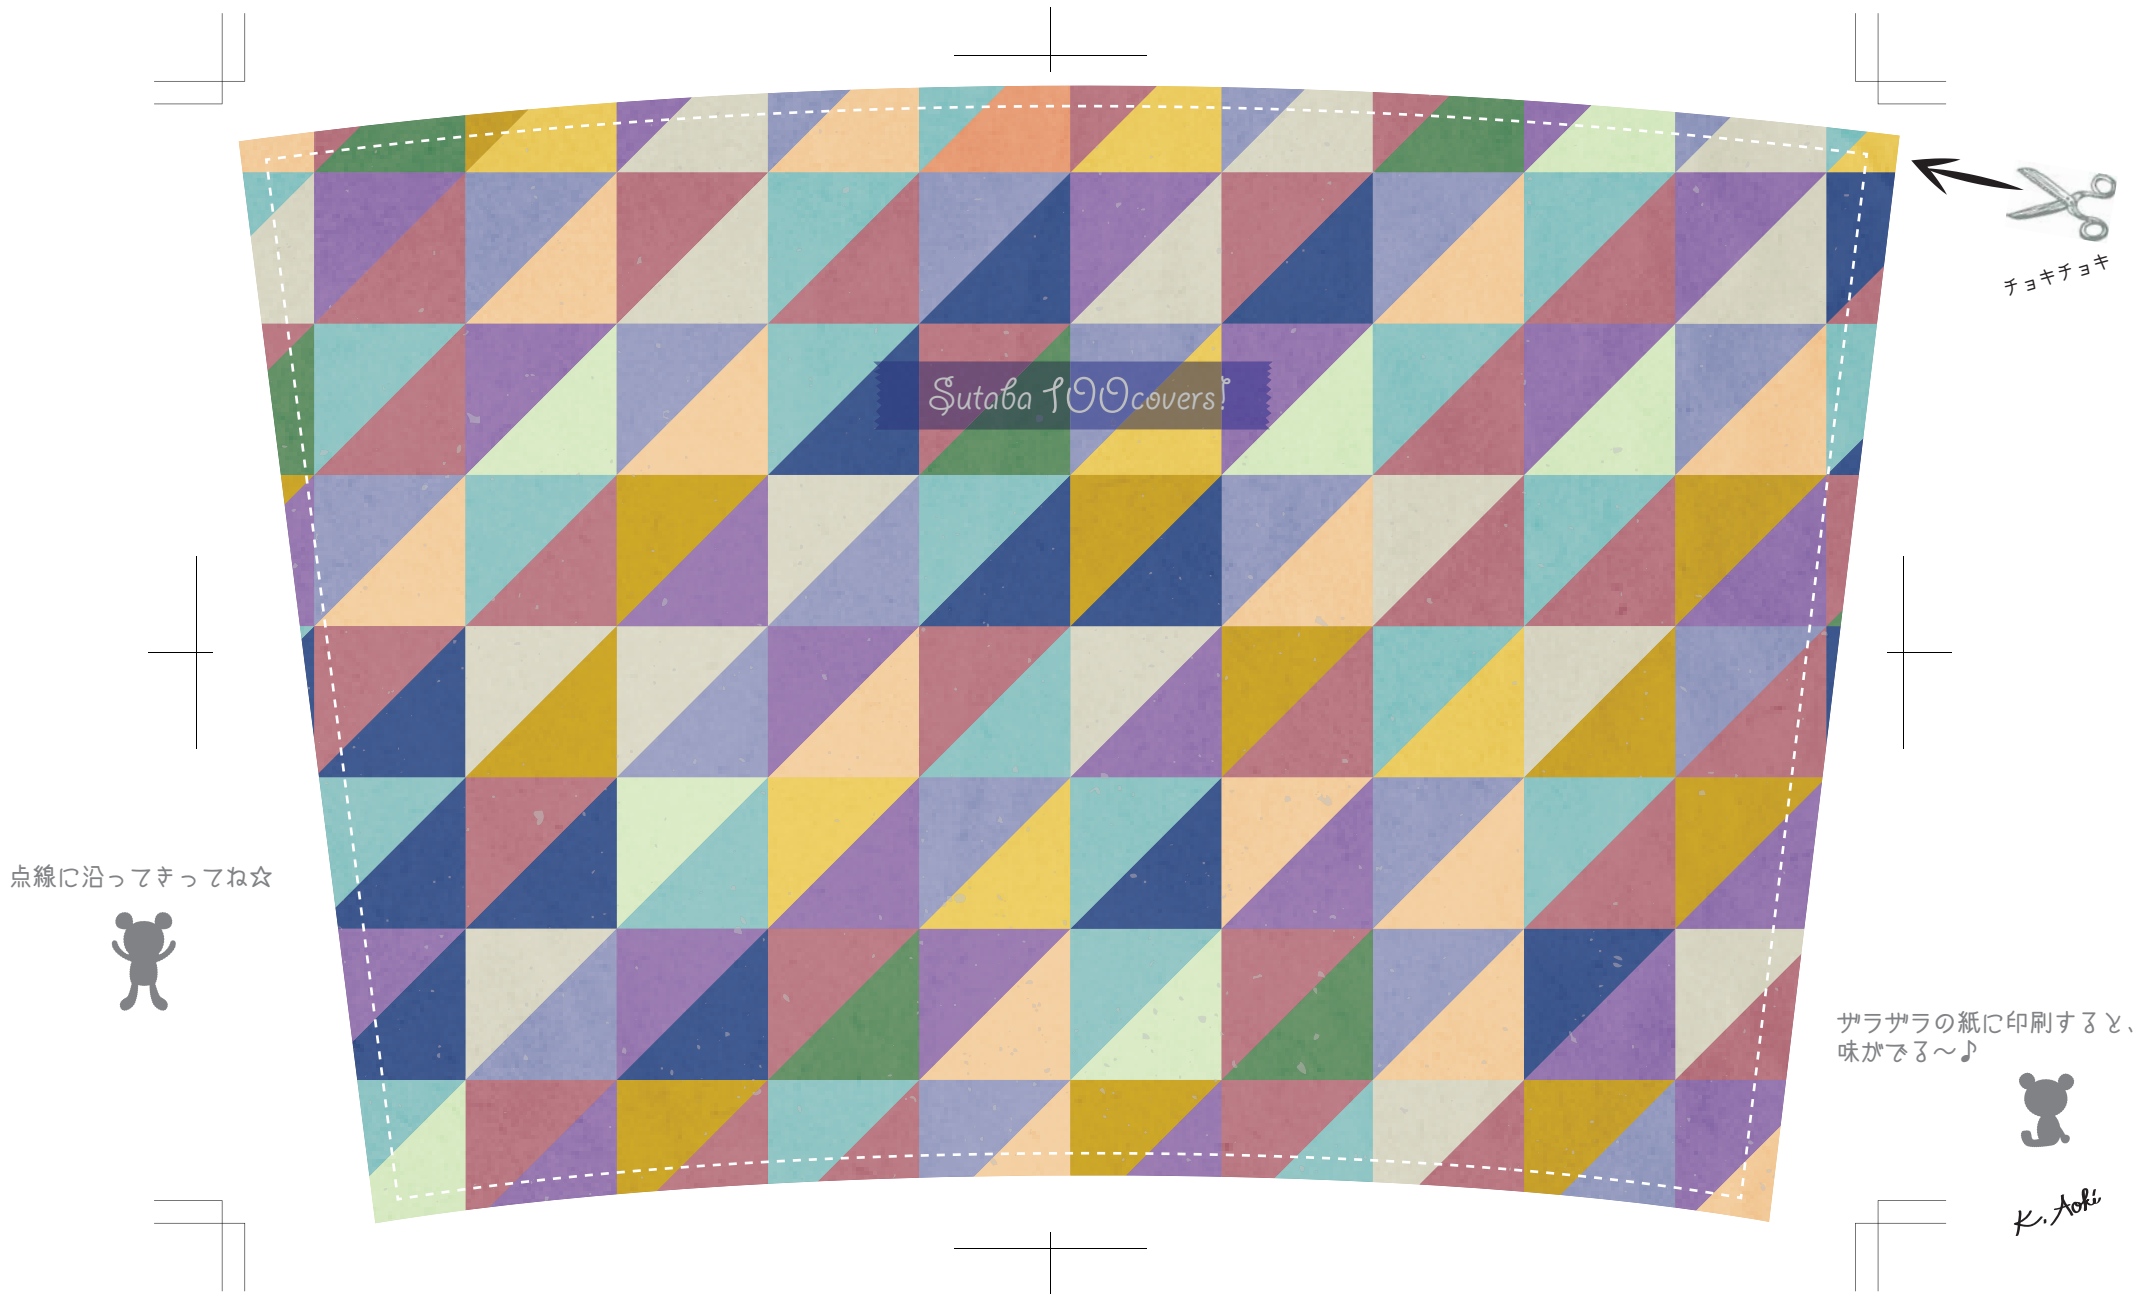 Sutaba 100covers!
チョキチョキ
点線に沿ってきってね☆
ザラザラの紙に印刷すると、
味がでる〜♪
K. Aoki